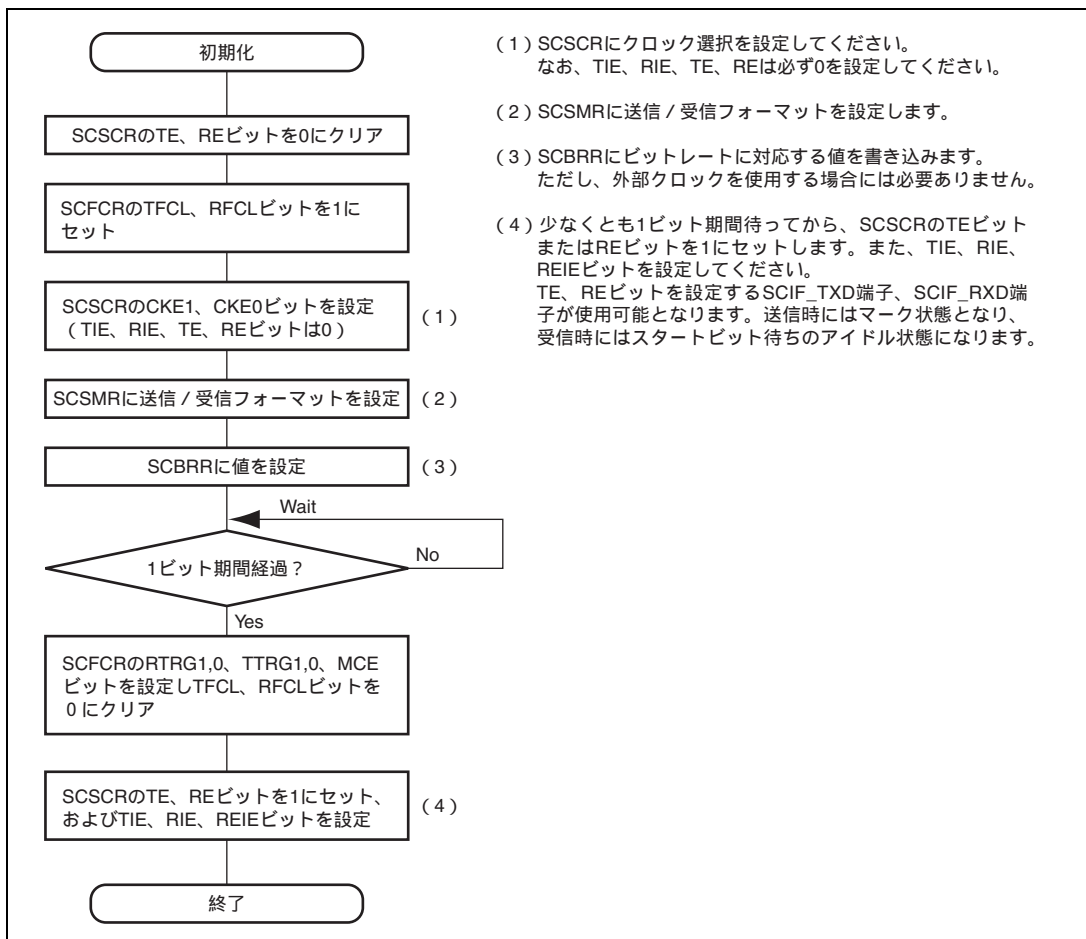 初期化
SCSCRのTE、REビットを0にクリア
SCFCRのTFCL、RFCLビットを1に
セット
SCSCRのCKE1、CKE0ビットを設定
（TIE、RIE、TE、REビットは0）
（1）
SCSMRに送信 / 受信フォーマットを設定
（2）
SCBRRに値を設定
（3）
Wait
1ビット期間経過？
No
Yes
SCFCRのRTRG1,0、TTRG1,0、MCE
ビットを設定しTFCL、RFCLビットを
0 にクリア
SCSCRのTE、REビットを1にセット、
およびTIE、RIE、REIEビットを設定
（4）
終了
（1）SCSCRにクロック選択を設定してください。
なお、TIE、RIE、TE、REは必ず0を設定してください。
（2）SCSMRに送信 / 受信フォーマットを設定します。
（3）SCBRRにビットレートに対応する値を書き込みます。
ただし、外部クロックを使用する場合には必要ありません。
（4）少なくとも1ビット期間待ってから、SCSCRのTEビット
またはREビットを1にセットします。また、TIE、RIE、
REIEビットを設定してください。
TE、REビットを設定するSCIF_TXD端子、SCIF_RXD端
子が使用可能となります。送信時にはマーク状態となり、
受信時にはスタートビット待ちのアイドル状態になります。